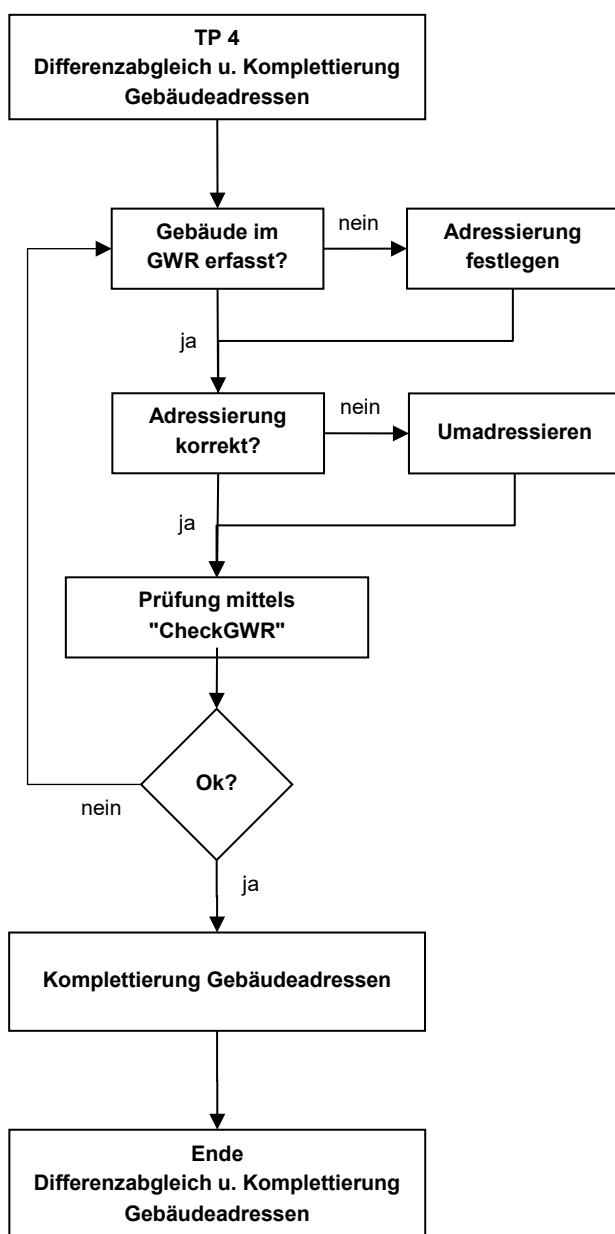 TP 4
Differenzabgleich u. Komplettierung
Gebäudeadressen
Gebäude im
GWR erfasst?
nein
Adressierung
festlegen
ja
Adressierung
korrekt?
nein
Umadressieren
ja
Prüfung mittels
"CheckGWR"
Ok?
nein
ja
Komplettierung Gebäudeadressen
Ende
Differenzabgleich u. Komplettierung
Gebäudeadressen